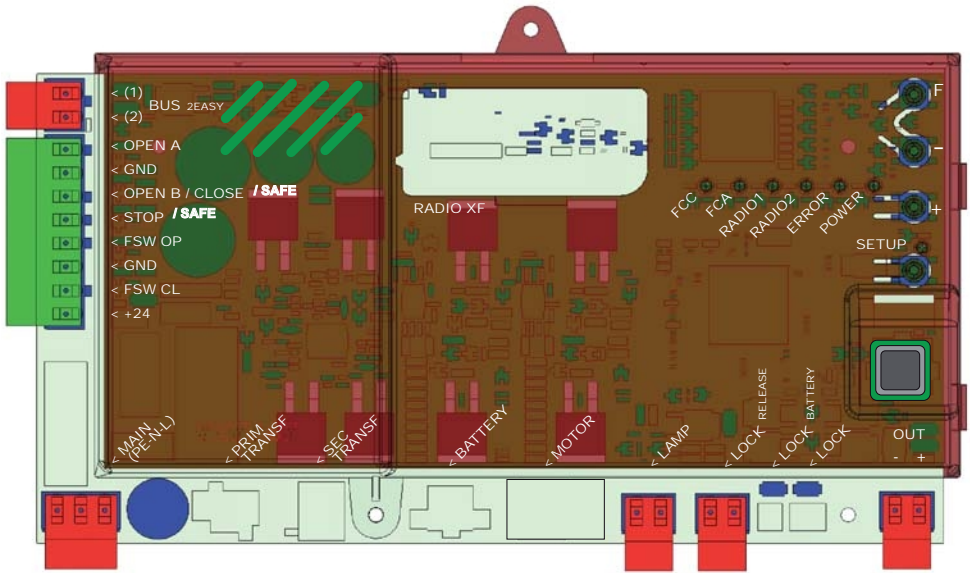 < (1)
BUS 2EASY
< (2)
< OPEN A
< GND
< OPEN B / CLOSE / SAFE
< STOP / SAFE
< FSW OP
< GND
< FSW CL
< +24
RADIO XF
FCC
FCA
RADIO1
RADIO2
ERROR
POWER
F
-
+
SETUP
< MAIN
(PE-N-L)
< PRIM
TRANSF
< SEC
TRANSF
< BATTERY
< MOTOR
< LAMP
< LOCK RELEASE
< LOCK BATTERY
< LOCK
OUT
- +